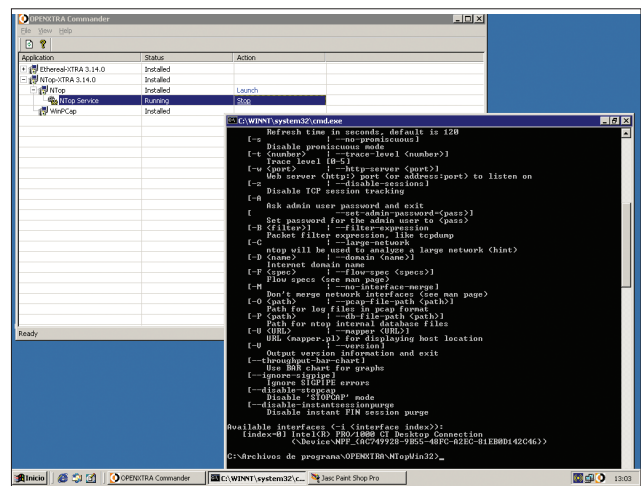 OPENXTRA Commander
File View Help
Application Status Action
Ethereal-XTRA 3.14.0 Installed
NTop-XTRA 3.14.0 Installed
NTop Installed Launch
NTop Service Running Stop
WinPCap Installed
Ready
C:\WINNT\system32\cmd.exe
Refresh time in seconds, default is 120
[-s | --no-promiscuous]
Disable promiscuous mode
[-t <number> | --trace-level <number>]
Trace level [0-5]
[-w <port> | --http-server <port>]
Web server (http:) port (or address:port) to listen on
[-z | --disable-sessions]
Disable TCP session tracking
[-A
Ask admin user password and exit
[ --set-admin-password=<pass>]
Set password for the admin user to <pass>
[-B <filter>] | --filter-expression
Packet filter expression, like tcpdump
[-C | --large-network
ntop will be used to analyze a large network (hint)
[-D <name> | --domain <name>]
Internet domain name
[-F <spec> | --flow-spec <specs>]
Flow specs (see man page)
[-M | --no-interface-merge]
Don't merge network interfaces (see man page)
[-O <path> | --pcap-file-path <path>]
Path for log files in pcap format
[-P <path> | --db-file-path <path>]
Path for ntop internal database files
[-U <URL> | --mapper <URL>]
URL (mapper.pl) for displaying host location
[-V | --version]
Output version information and exit
[--throughput-bar-chart]
Use BAR chart for graphs
[--ignore-sigpipe]
Ignore SIGPIPE errors
[--disable-stopcap
Disable 'STOPCAP' mode
[--disable-instantsessionpurge
Disable instant FIN session purge
Available interfaces (-i <interface index>):
[index=0] Intel(R) PRO/1000 CT Desktop Connection
(\Device\NPF_{AC749928-9B55-48FC-A2EC-81EB0D142C46})
C:\Archivos de programa\OPENXTRA\NTopWin32>_
Inicio OPENXTRA Commander C:\WINNT\system32\c... Jasc Paint Shop Pro 13:03